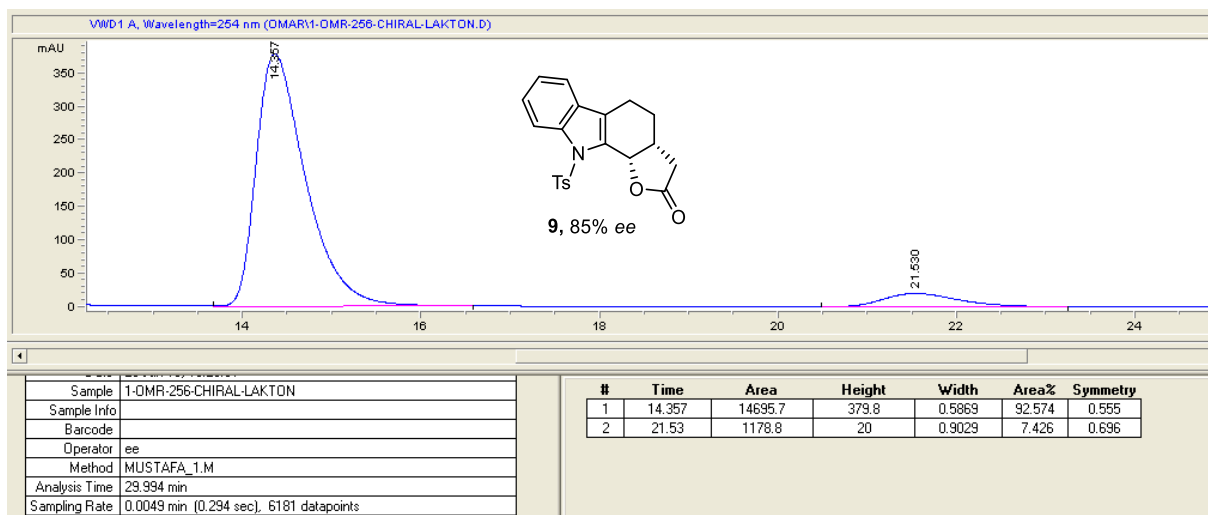 VWD1 A, Wavelength=254 nm (OMAR\1-OMR-256-CHIRAL-LAKTON.D)
mAU
350
300
250
200
150
100
50
0
14.357
21.530
N
Ts
O
O
9, 85% ee
14 16 18 20 22 24
Sample 1-OMR-256-CHIRAL-LAKTON
Sample Info
Barcode
Operator ee
Method MUSTAFA_1.M
Analysis Time 29.994 min
Sampling Rate 0.0049 min (0.294 sec), 6181 datapoints
# Time Area Height Width Area% Symmetry
1 14.357 14695.7 379.8 0.5869 92.574 0.555
2 21.53 1178.8 20 0.9029 7.426 0.696